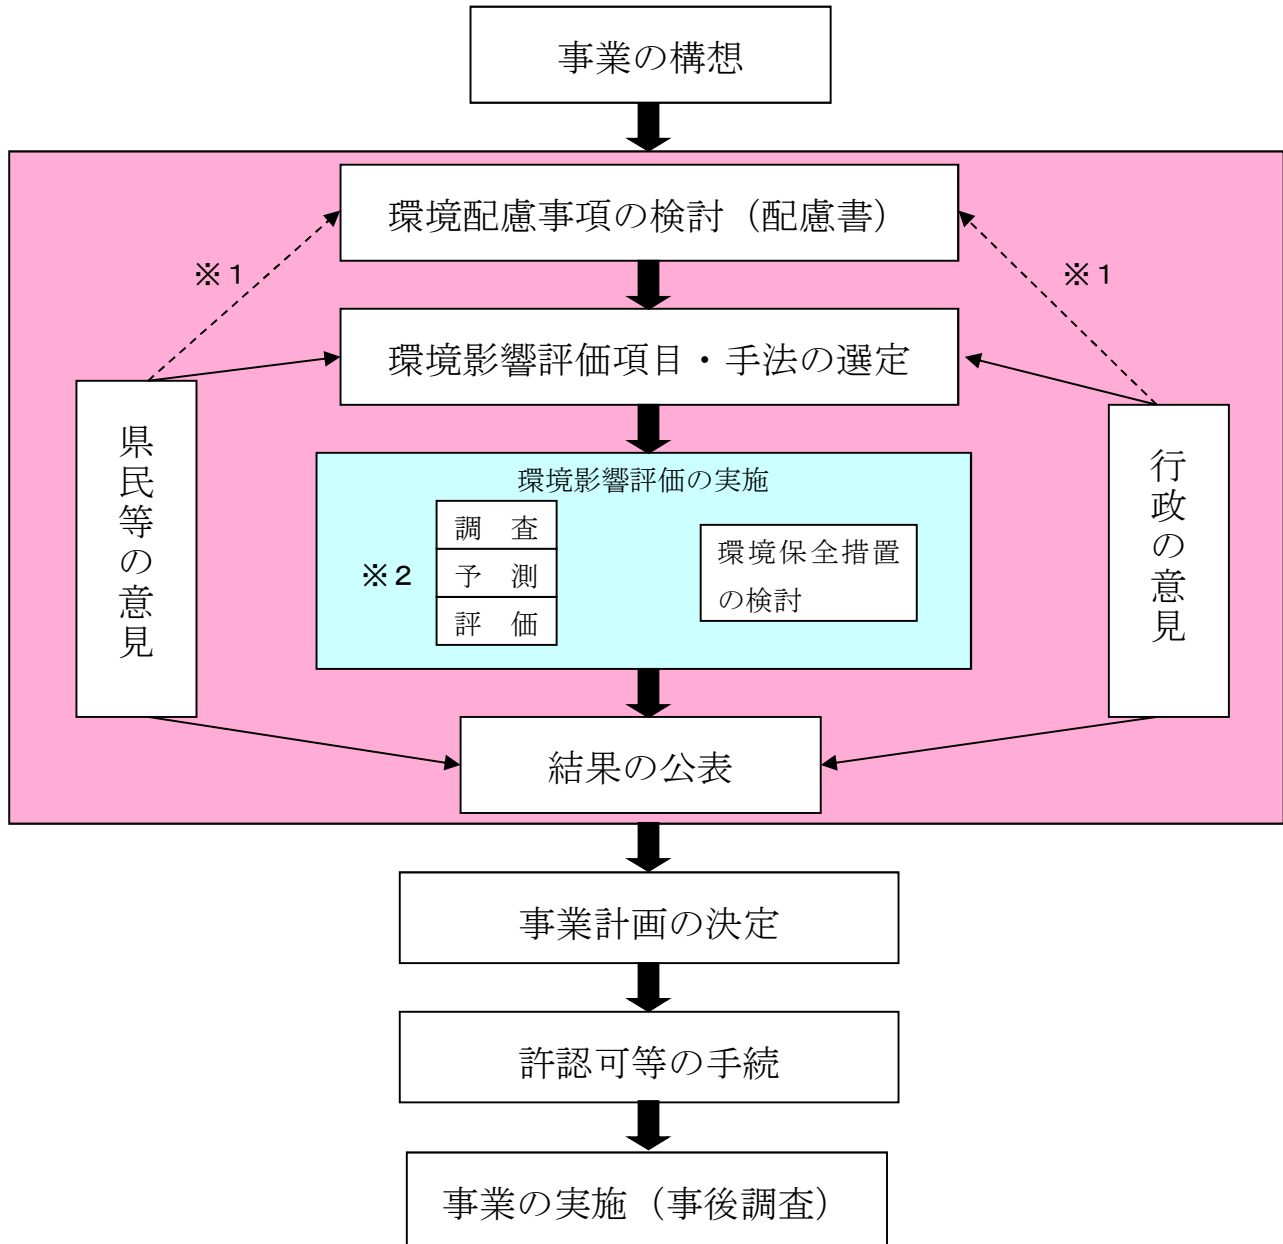 事業の構想
環境配慮事項の検討（配慮書）
※１
※１
環境影響評価項目・手法の選定
県民等の意見
行政の意見
環境影響評価の実施
調　査
※２
予　測
評　価
環境保全措置
の検討
結果の公表
事業計画の決定
許認可等の手続
事業の実施（事後調査）